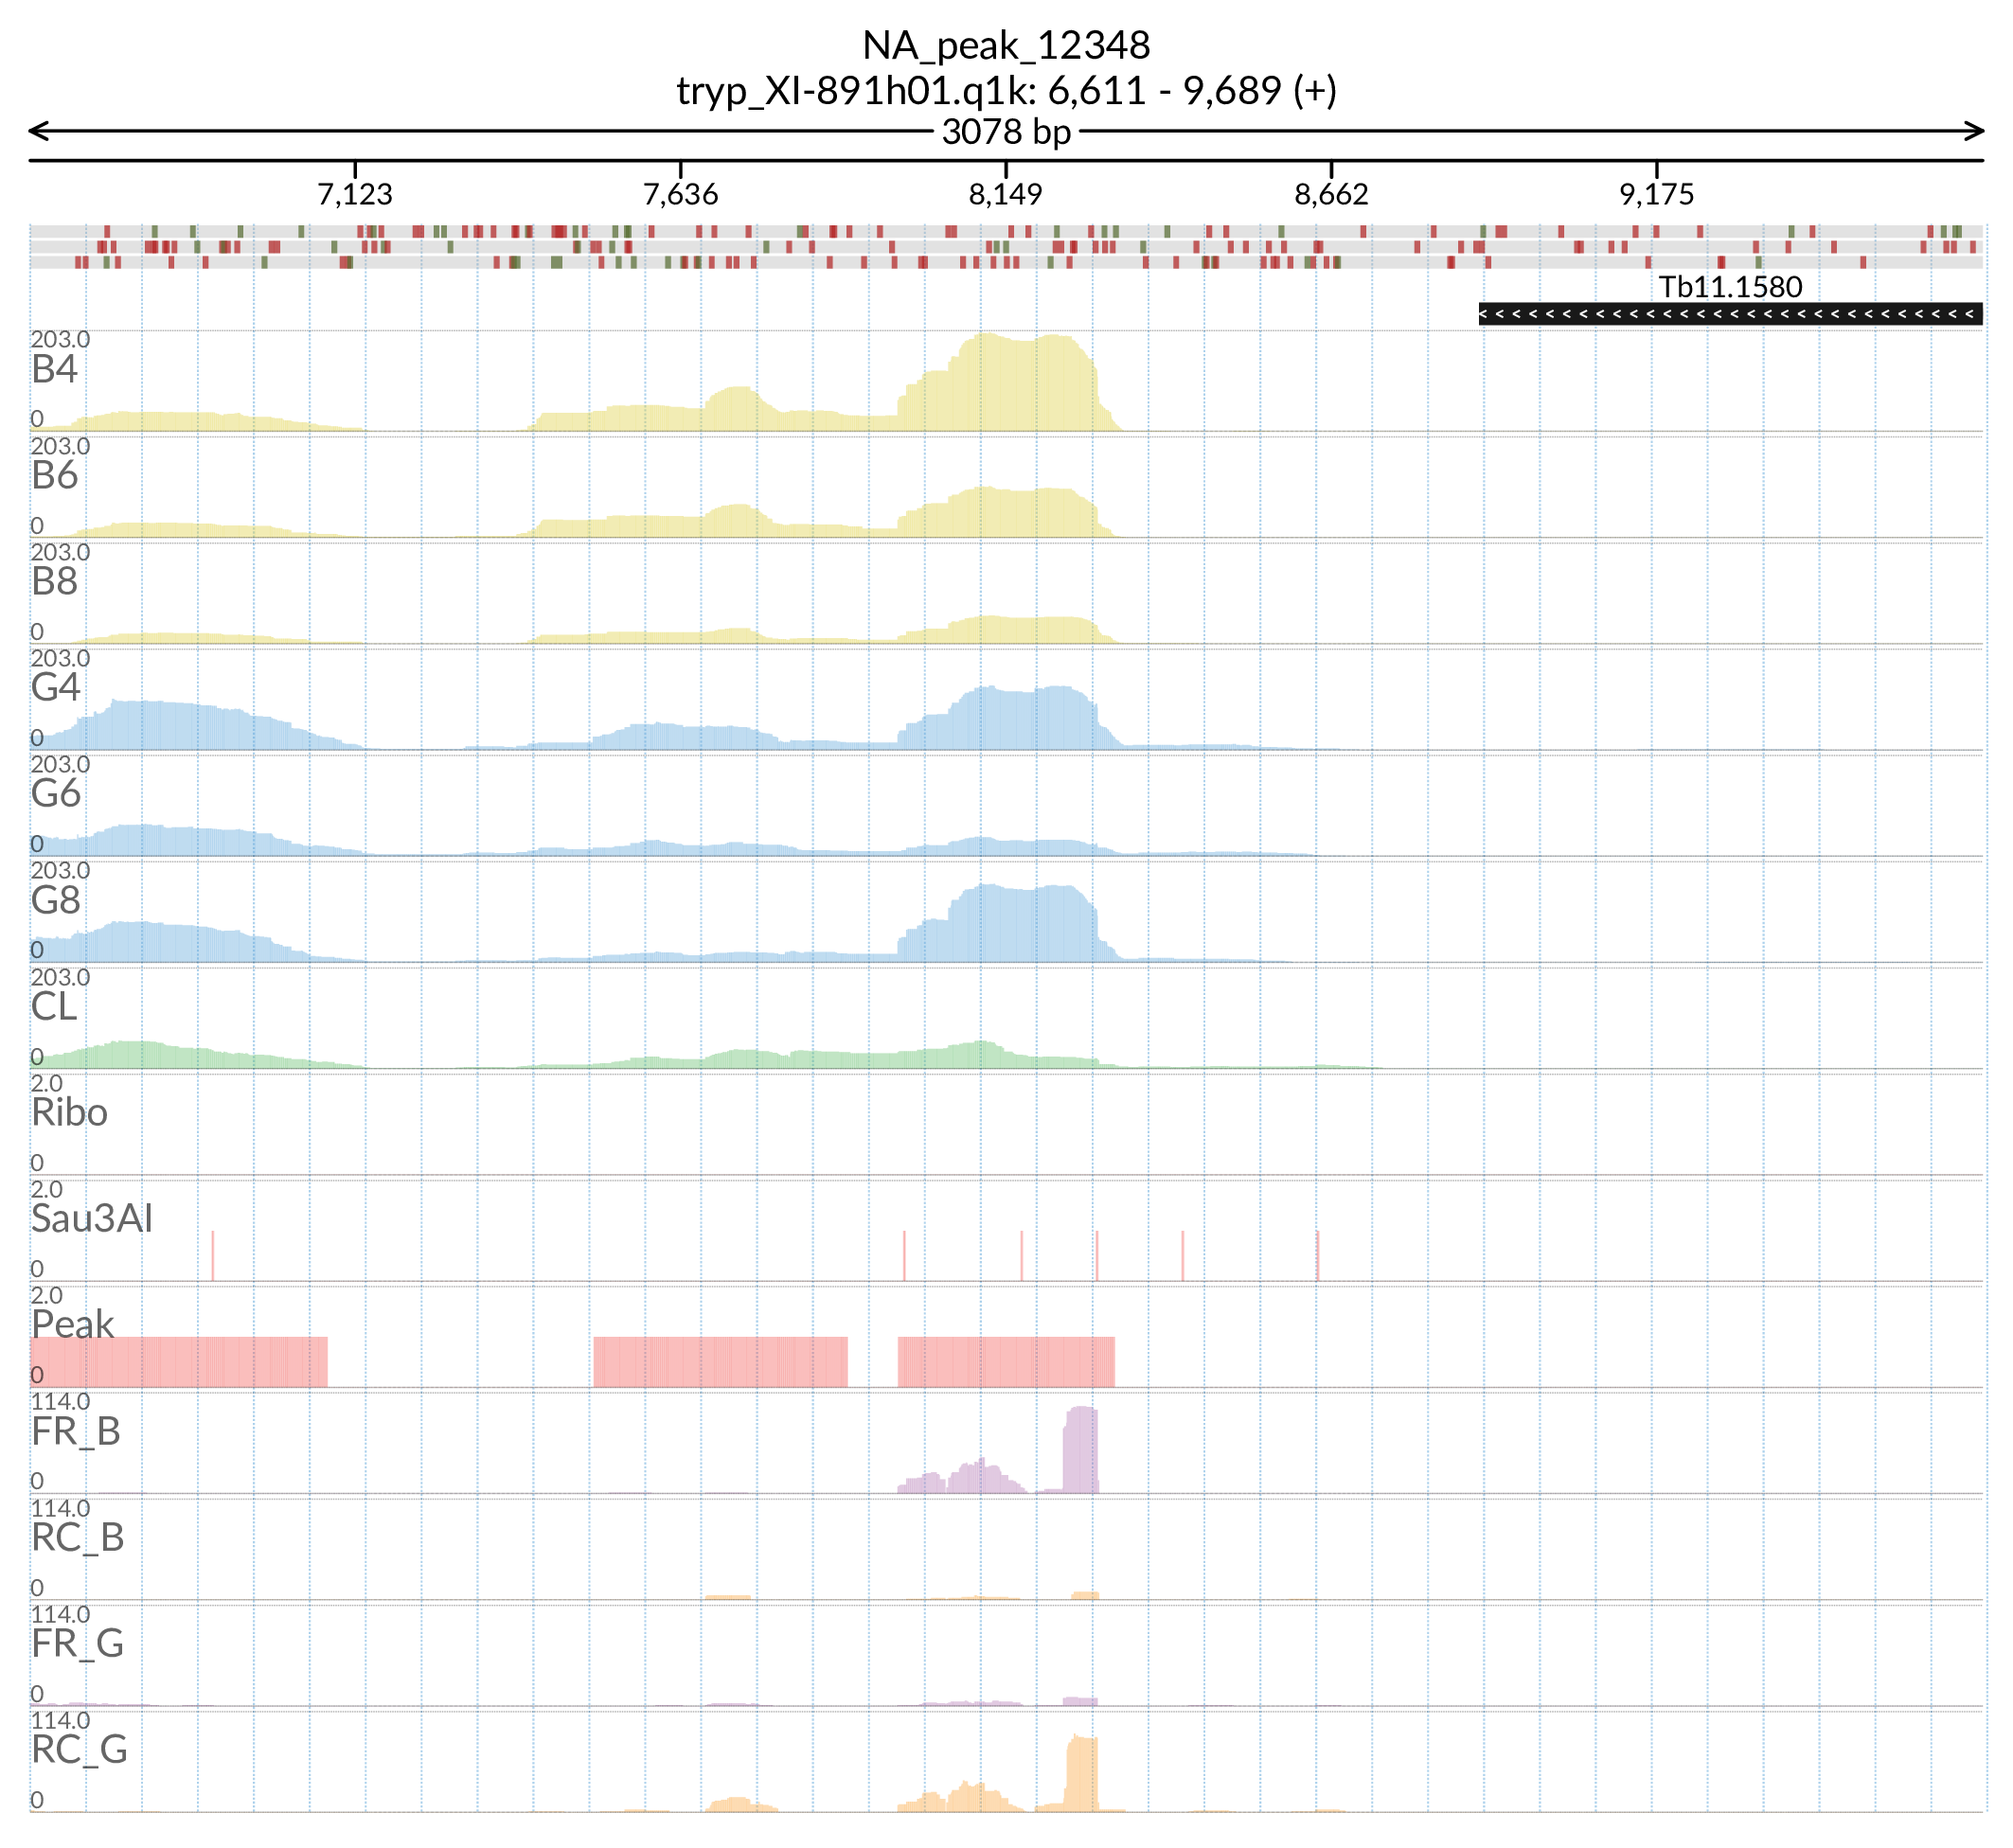 NA_peak_12348
tryp_XI-891h01.q1k: 6,611 - 9,689 (+)
3078 bp
7,123 7,636 8,149 8,662 9,175
Tb11.1580
203.0
B4
0
203.0
B6
0
203.0
B8
0
203.0
G4
0
203.0
G6
0
203.0
G8
0
203.0
CL
0
2.0
Ribo
0
2.0
Sau3AI
0
2.0
Peak
0
114.0
FR_B
0
114.0
RC_B
0
114.0
FR_G
0
114.0
RC_G
0